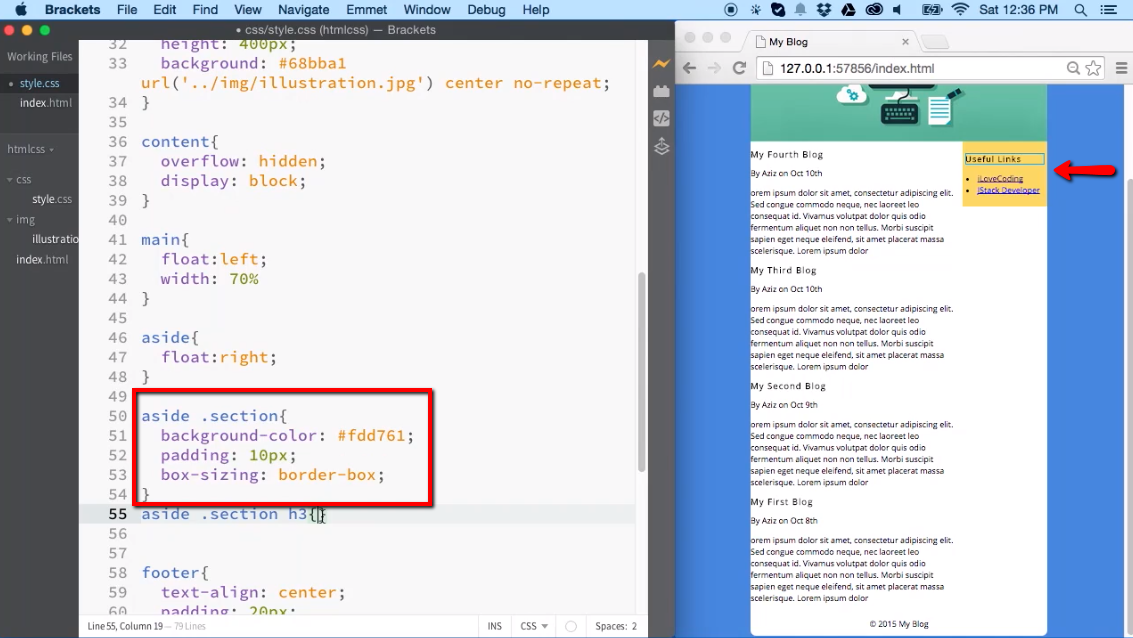 Brackets File Edit Find View Navigate Emmet Window Debug Help Sat 12:36 PM
css/style.css (htmlcss) — Brackets
Working Files
style.css
index.html
htmlcss
css
style.css
img
illustratio
index.html
32 height: 400px;
33 background: #68bba1
url('../img/illustration.jpg') center no-repeat;
34 }
35
36 content{
37 overflow: hidden;
38 display: block;
39 }
40
41 main{
42 float:left;
43 width: 70%
44 }
45
46 aside{
47 float:right;
48 }
49
50 aside .section{
51 background-color: #fdd761;
52 padding: 10px;
53 box-sizing: border-box;
54 }
55 aside .section h3{}
56
57
58 footer{
59 text-align: center;
60 padding: 20px;
Line 55, Column 19 — 79 Lines
INS CSS Spaces: 2
My Blog
127.0.0.1:57856/index.html
My Fourth Blog
By Aziz on Oct 10th
lorem ipsum dolor sit amet, consectetur adipiscing elit.
Sed congue commodo neque, nec laoreet leo
consequat id. Vivamus volutpat dolor quis odio
fermentum aliquet non non tellus. Vivamus volutpat
sapien eget neque eleifend, sit amet placerat massa
scelerisque. Lorem ipsum dolor
My Third Blog
By Aziz on Oct 10th
lorem ipsum dolor sit amet, consectetur adipiscing elit.
Sed congue commodo neque, nec laoreet leo
consequat id. Vivamus volutpat dolor quis odio
fermentum aliquet non non tellus. Vivamus volutpat
sapien eget neque eleifend, sit amet placerat massa
scelerisque. Lorem ipsum dolor
My Second Blog
By Aziz on Oct 9th
lorem ipsum dolor sit amet, consectetur adipiscing elit.
Sed congue commodo neque, nec laoreet leo
consequat id. Vivamus volutpat dolor quis odio
fermentum aliquet non non tellus. Vivamus volutpat
sapien eget neque eleifend, sit amet placerat massa
scelerisque. Lorem ipsum dolor
My First Blog
By Aziz on Oct 8th
lorem ipsum dolor sit amet, consectetur adipiscing elit.
Sed congue commodo neque, nec laoreet leo
consequat id. Vivamus volutpat dolor quis odio
fermentum aliquet non non tellus. Vivamus volutpat
sapien eget neque eleifend, sit amet placerat massa
scelerisque. Lorem ipsum dolor
Useful Links
iLoveCoding
JStack Developer
© 2015 My Blog